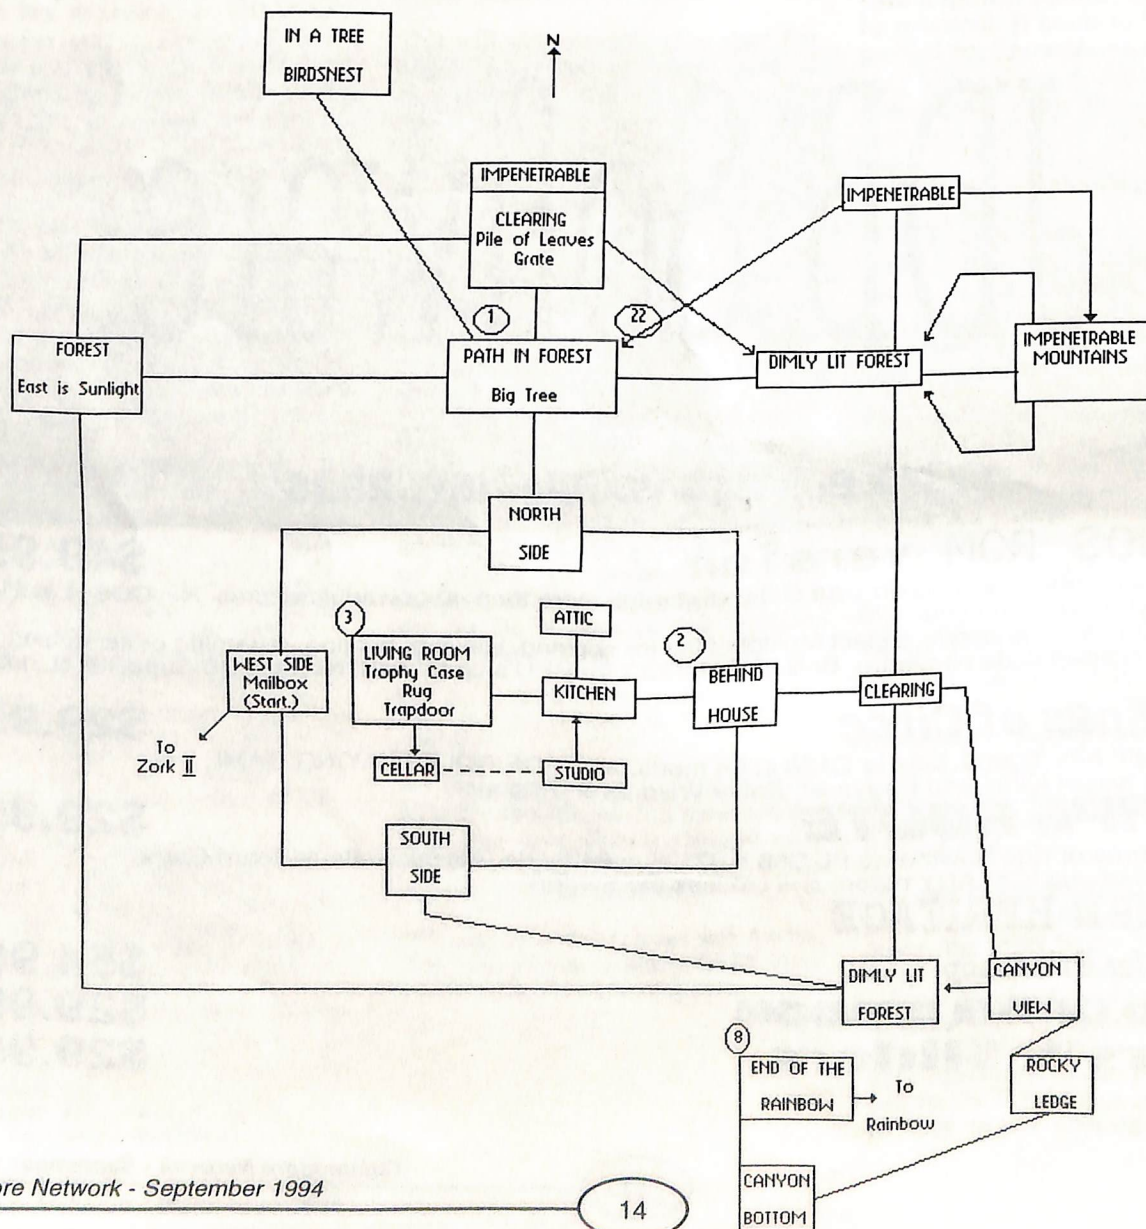 IN A TREE
BIRDSNEST
N
IMPENETRABLE
CLEARING
Pile of Leaves
Grate
IMPENETRABLE
1
22
FOREST
East is Sunlight
PATH IN FOREST
Big Tree
DIMLY LIT FOREST
IMPENETRABLE
MOUNTAINS
NORTH
SIDE
3
ATTIC
2
WEST SIDE
Mailbox
(Start.)
LIVING ROOM
Trophy Case
Rug
Trapdoor
KITCHEN
BEHIND
HOUSE
CLEARING
To
Zork II
CELLAR
STUDIO
SOUTH
SIDE
DIMLY LIT
FOREST
CANYON
VIEW
8
END OF THE
RAINBOW
To
Rainbow
ROCKY
LEDGE
CANYON
BOTTOM
ore Network - September 1994
14